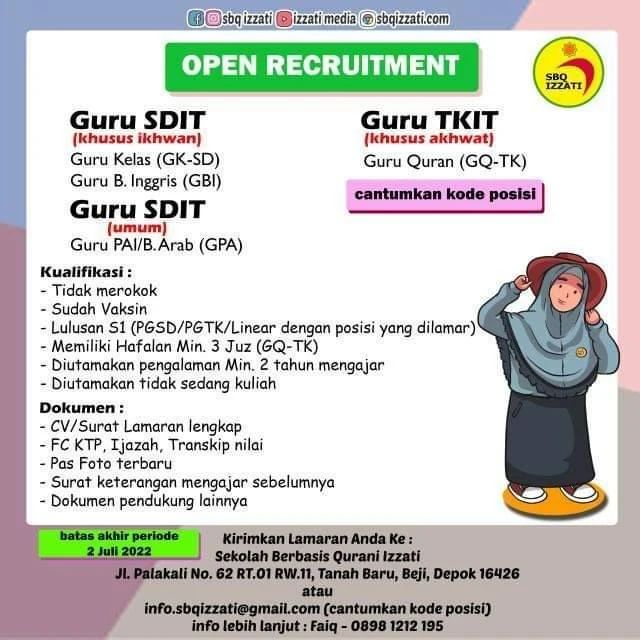 sbq izzati izzati media sbqizzati.com
OPEN RECRUITMENT
SBQ
IZZATI
Guru SDIT
(khusus ikhwan)
Guru Kelas (GK-SD)
Guru B. Inggris (GBI)
Guru SDIT
(umum)
Guru PAI/B. Arab (GPA)
Guru TKIT
(khusus akhwat)
Guru Quran (GQ-TK)
cantumkan kode posisi
Kualifikasi :
- Tidak merokok
- Sudah Vaksin
- Lulusan S1 (PGSD/PGTK/Linear dengan posisi yang dilamar)
- Memiliki Hafalan Min. 3 Juz (GQ-TK)
- Diutamakan pengalaman Min. 2 tahun mengajar
- Diutamakan tidak sedang kuliah
Dokumen :
- CV/Surat Lamaran lengkap
- FC KTP, Ijazah, Transkip nilai
- Pas Foto terbaru
- Surat keterangan mengajar sebelumnya
- Dokumen pendukung lainnya
batas akhir periode
2 Juli 2022
Kirimkan Lamaran Anda Ke :
Sekolah Berbasis Qurani Izzati
Jl. Palakali No. 62 RT.01 RW.11, Tanah Baru, Beji, Depok 16426
atau
info.sbqizzati@gmail.com (cantumkan kode posisi)
info lebih lanjut : Faiq - 0898 1212 195